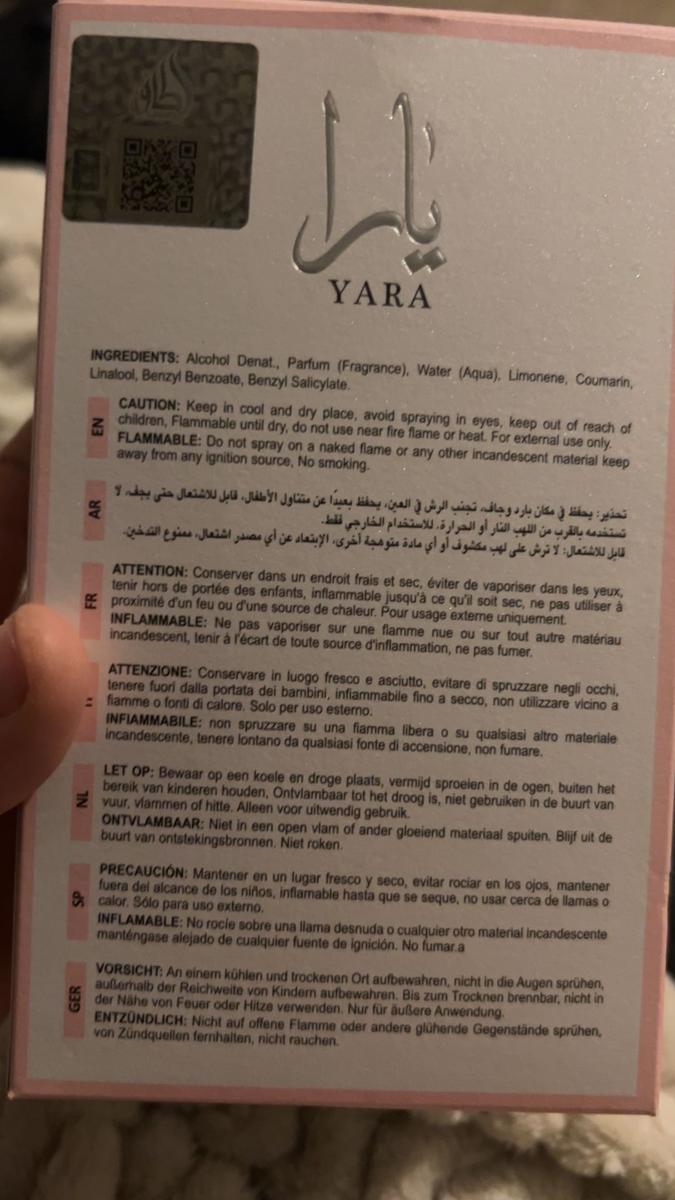 يارا
YARA
INGREDIENTS: Alcohol Denat., Parfum (Fragrance), Water (Aqua), Limonene, Coumarin,
Linalool, Benzyl Benzoate, Benzyl Salicylate.
EN
CAUTION: Keep in cool and dry place, avoid spraying in eyes, keep out of reach of
children, Flammable until dry, do not use near fire flame or heat. For external use only.
FLAMMABLE: Do not spray on a naked flame or any other incandescent material keep
away from any ignition source, No smoking.
AR
تحذير: يحفظ في مكان بارد وجاف، تجنب الرش في العين، يحفظ بعيدًا عن متناول الأطفال، قابل للاشتعال حتى يجف، لا
تستخدمه بالقرب من اللهب النار أو الحرارة. للاستخدام الخارجي فقط.
قابل للاشتعال: لا ترش على لهب مكشوف أو أي مادة متوهجة أخرى، الإبتعاد عن أي مصدر اشتعال، ممنوع التدخين.
FR
ATTENTION: Conserver dans un endroit frais et sec, éviter de vaporiser dans les yeux,
tenir hors de portée des enfants, inflammable jusqu'à ce qu'il soit sec, ne pas utiliser à
proximité d'un feu ou d'une source de chaleur. Pour usage externe uniquement.
INFLAMMABLE: Ne pas vaporiser sur une flamme nue ou sur tout autre matériau
incandescent, tenir à l'écart de toute source d'inflammation, ne pas fumer.
ATTENZIONE: Conservare in luogo fresco e asciutto, evitare di spruzzare negli occhi,
tenere fuori dalla portata dei bambini, infiammabile fino a secco, non utilizzare vicino a
fiamme o fonti di calore. Solo per uso esterno.
INFIAMMABILE: non spruzzare su una fiamma libera o su qualsiasi altro materiale
incandescente, tenere lontano da qualsiasi fonte di accensione, non fumare.
NL
LET OP: Bewaar op een koele en droge plaats, vermijd sproeien in de ogen, buiten het
bereik van kinderen houden, Ontvlambaar tot het droog is, niet gebruiken in de buurt van
vuur, vlammen of hitte. Alleen voor uitwendig gebruik.
ONTVLAMBAAR: Niet in een open vlam of ander gloeiend materiaal spuiten. Blijf uit de
buurt van ontstekingsbronnen. Niet roken.
SP
PRECAUCIÓN: Mantener en un lugar fresco y seco, evitar rociar en los ojos, mantener
fuera del alcance de los niños, inflamable hasta que se seque, no usar cerca de llamas o
calor. Sólo para uso externo.
INFLAMABLE: No rocíe sobre una llama desnuda o cualquier otro material incandescente
manténgase alejado de cualquier fuente de ignición. No fumar.a
GER
VORSICHT: An einem kühlen und trockenen Ort aufbewahren, nicht in die Augen sprühen,
außerhalb der Reichweite von Kindern aufbewahren. Bis zum Trocknen brennbar, nicht in
der Nähe von Feuer oder Hitze verwenden. Nur für äußere Anwendung.
ENTZÜNDLICH: Nicht auf offene Flamme oder andere glühende Gegenstände sprühen,
von Zündquellen fernhalten, nicht rauchen.